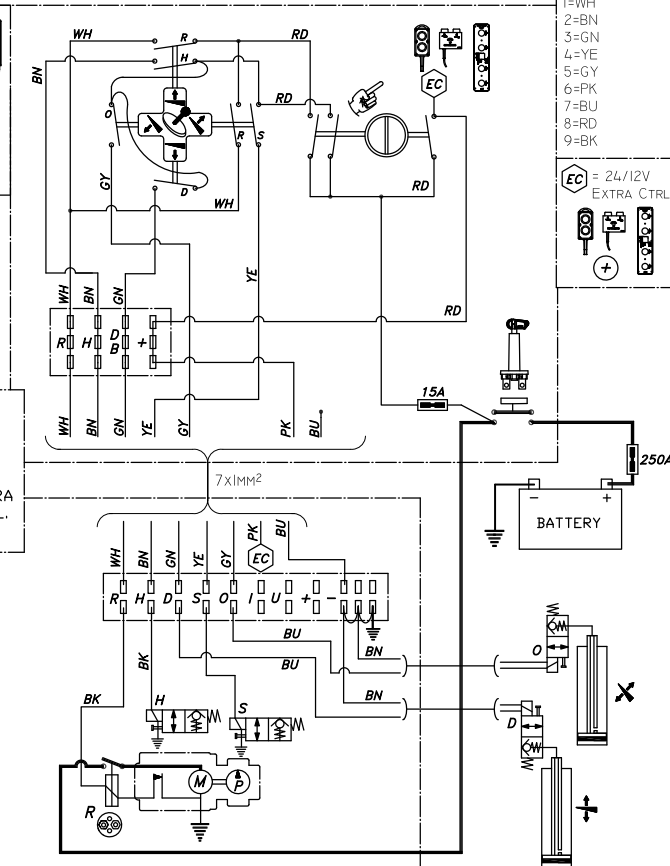 1=WH
2=BN
3=GN
4=YE
5=GY
6=PK
7=BU
8=RD
9=BK
EC = 24/12V
EXTRA CTRL
+
WH R RD
BN H
EC
RD
O R S
GY D RD
WH
YE
WH BN GN
RD
R H D B +
15A
WH BN GN YE GY PK BU
250A
7X1MM²
RA
L.
- +
BATTERY
WH BN GN YE GY PK BU
EC
R H D S O I U + -
BU
BN
O
BK BU
BN
BK H S
D
M P
R